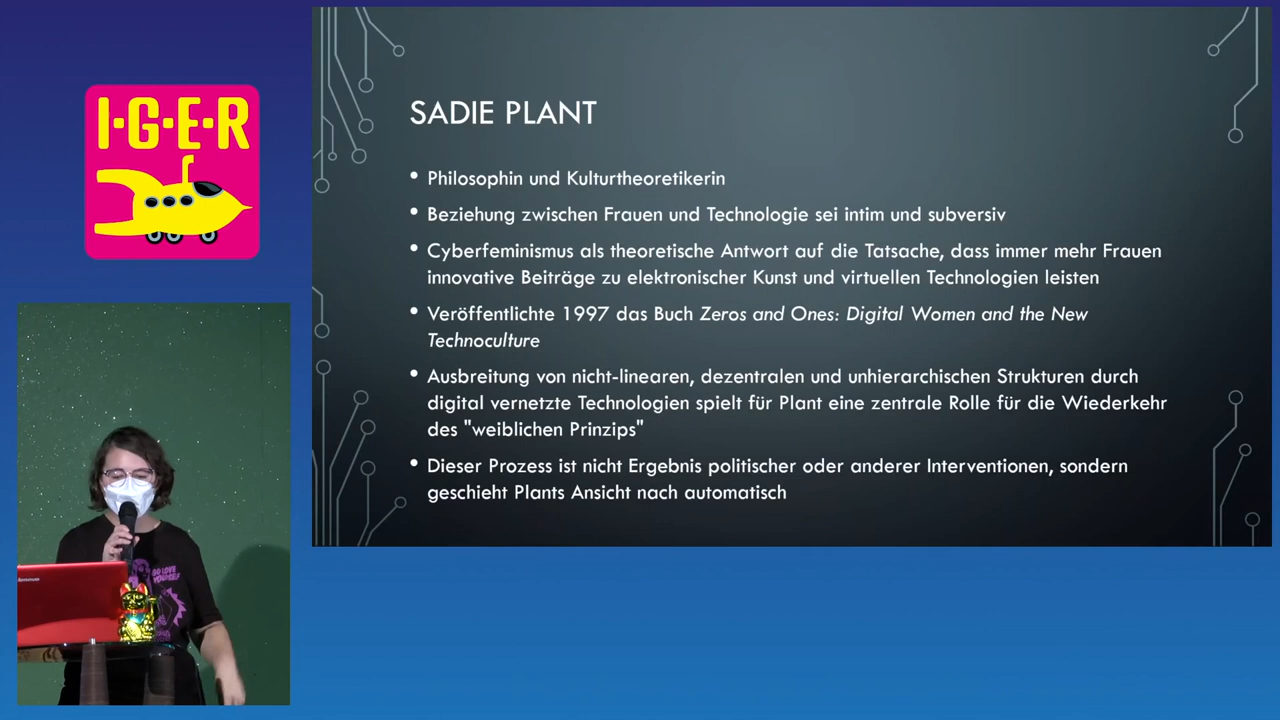 I·G·E·R
SADIE PLANT
• Philosophin und Kulturtheoretikerin
• Beziehung zwischen Frauen und Technologie sei intim und subversiv
• Cyberfeminismus als theoretische Antwort auf die Tatsache, dass immer mehr Frauen
innovative Beiträge zu elektronischer Kunst und virtuellen Technologien leisten
• Veröffentlichte 1997 das Buch Zeros and Ones: Digital Women and the New
Technoculture
• Ausbreitung von nicht-linearen, dezentralen und unhierarchischen Strukturen durch
digital vernetzte Technologien spielt für Plant eine zentrale Rolle für die Wiederkehr
des "weiblichen Prinzips"
• Dieser Prozess ist nicht Ergebnis politischer oder anderer Interventionen, sondern
geschieht Plants Ansicht nach automatisch
GO LOVE
YOURSELF